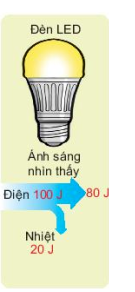 Đèn LED
Ánh sáng
nhìn thấy
Điện 100 J 80 J
Nhiệt
20 J